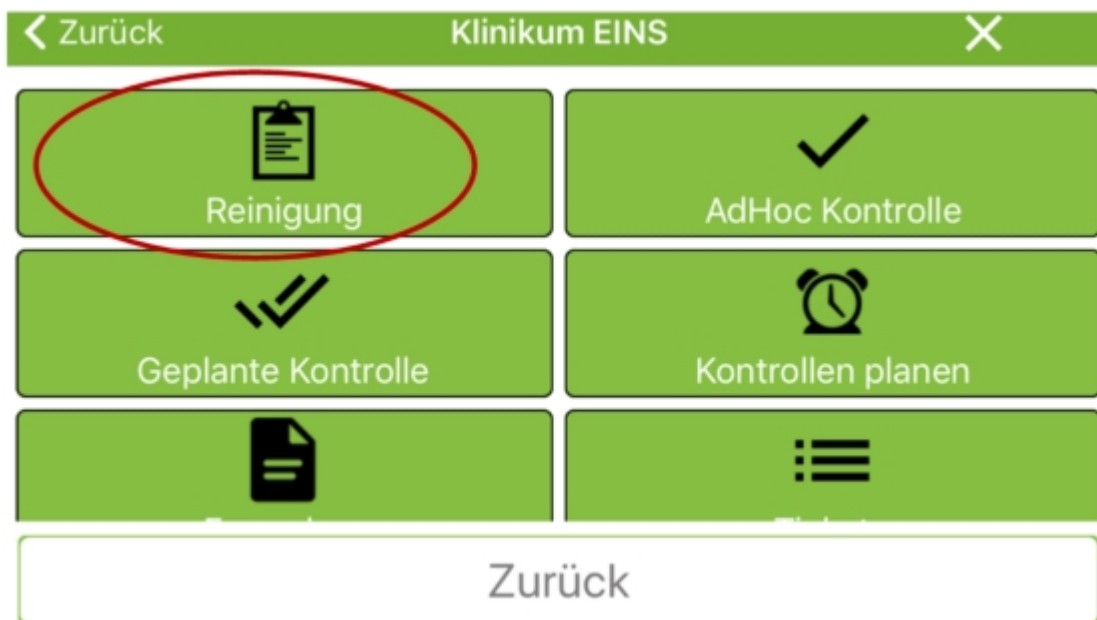 Zurück Klinikum EINS
Reinigung AdHoc Kontrolle
Geplante Kontrolle Kontrollen planen
Zurück